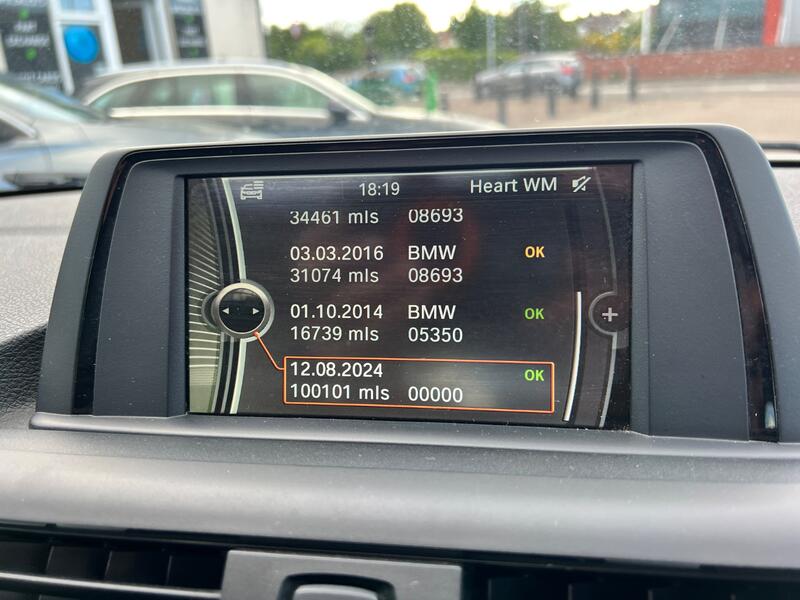 18:19 Heart WM
34461 mls 08693
03.03.2016 BMW OK
31074 mls 08693
01.10.2014 BMW OK
16739 mls 05350
12.08.2024 OK
100101 mls 00000